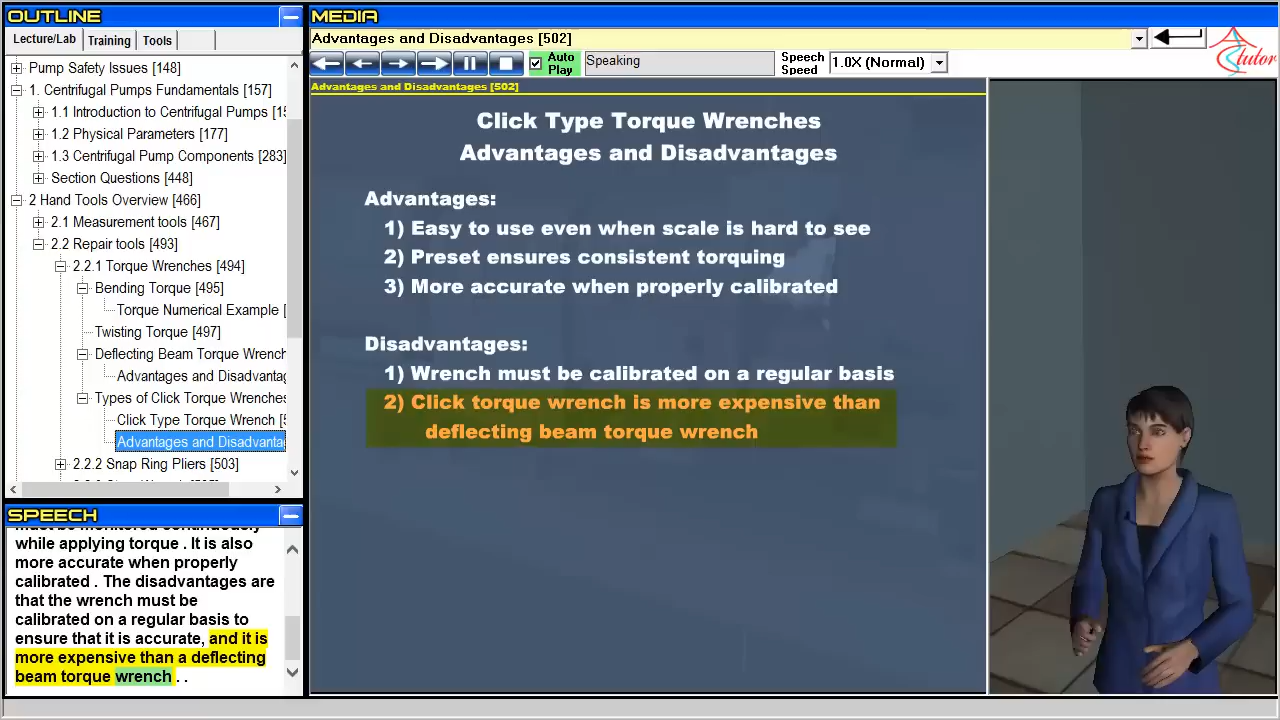 OUTLINE
Lecture/Lab Training Tools
Pump Safety Issues [148]
1. Centrifugal Pumps Fundamentals [157]
1.1 Introduction to Centrifugal Pumps [15
1.2 Physical Parameters [177]
1.3 Centrifugal Pump Components [283]
Section Questions [448]
2 Hand Tools Overview [466]
2.1 Measurement tools [467]
2.2 Repair tools [493]
2.2.1 Torque Wrenches [494]
Bending Torque [495]
Torque Numerical Example [
Twisting Torque [497]
Deflecting Beam Torque Wrench
Advantages and Disadvantag
Types of Click Torque Wrenches
Click Type Torque Wrench [5
Advantages and Disadvanta
2.2.2 Snap Ring Pliers [503]
SPEECH
while applying torque . It is also
more accurate when properly
calibrated . The disadvantages are
that the wrench must be
calibrated on a regular basis to
ensure that it is accurate, and it is
more expensive than a deflecting
beam torque wrench . .
MEDIA
Advantages and Disadvantages [502]
Auto Play
Speaking
Speech Speed
1.0X (Normal)
tutor
Advantages and Disadvantages [502]
Click Type Torque Wrenches
Advantages and Disadvantages
Advantages:
1) Easy to use even when scale is hard to see
2) Preset ensures consistent torquing
3) More accurate when properly calibrated
Disadvantages:
1) Wrench must be calibrated on a regular basis
2) Click torque wrench is more expensive than
deflecting beam torque wrench